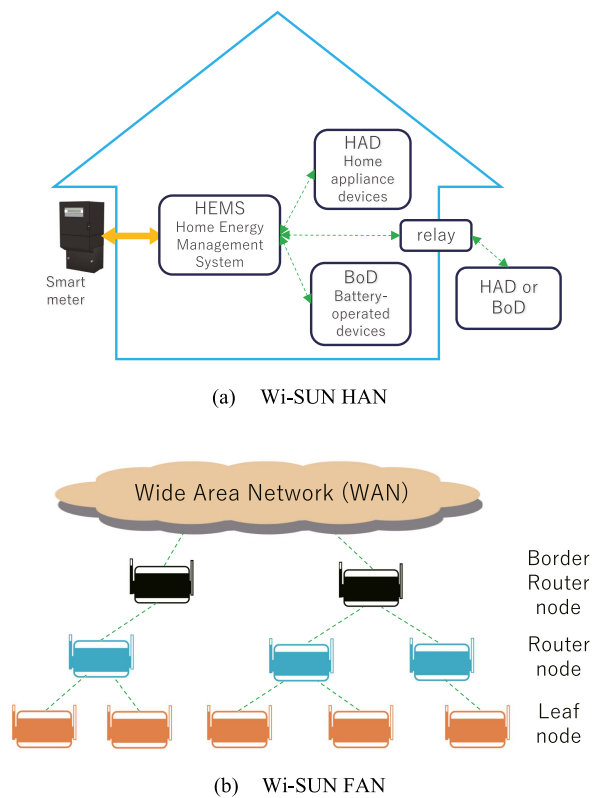 HAD
Home
appliance
devices
HEMS
Home Energy
Management
System
relay
Smart
meter
BoD
Battery-
operated
devices
HAD or
BoD
(a) Wi-SUN HAN
Wide Area Network (WAN)
Border
Router
node
Router
node
Leaf
node
(b) Wi-SUN FAN